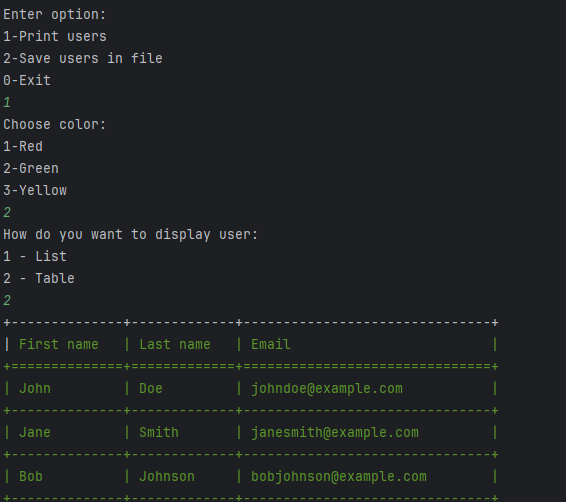 Enter option:
1-Print users
2-Save users in file
0-Exit
1
Choose color:
1-Red
2-Green
3-Yellow
2
How do you want to display user:
1 - List
2 - Table
2
+--------------+-------------+-------------------------------+
| First name   | Last name   | Email                         |
+==============+=============+===============================+
| John         | Doe         | johndoe@example.com           |
+--------------+-------------+-------------------------------+
| Jane         | Smith       | janesmith@example.com         |
+--------------+-------------+-------------------------------+
| Bob          | Johnson     | bobjohnson@example.com        |
+--------------+-------------+-------------------------------+